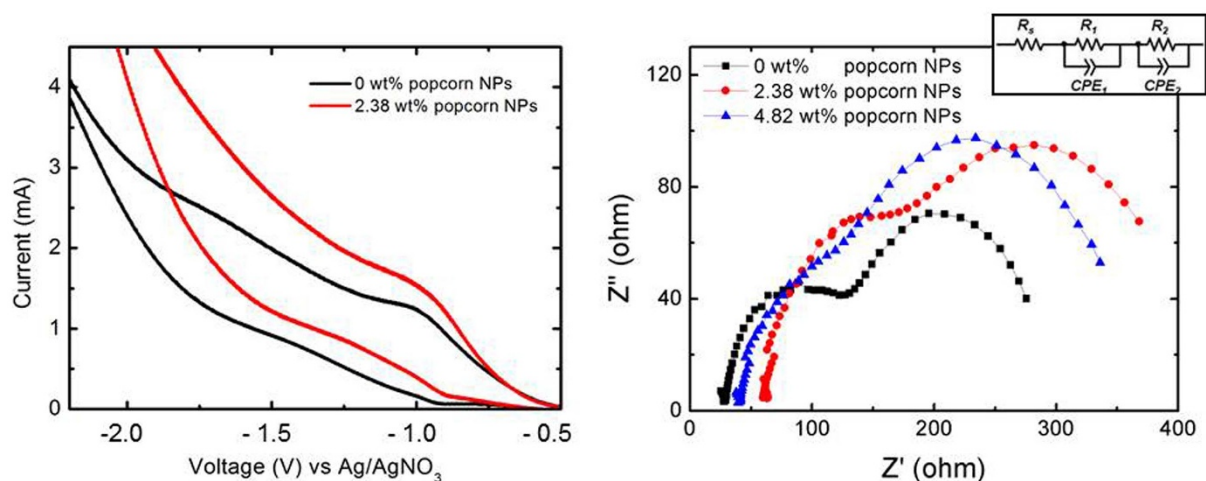 4
3
2
1
0
Current (mA)
0 wt% popcorn NPs
2.38 wt% popcorn NPs
-2.0
-1.5
-1.0
-0.5
Voltage (V) vs Ag/AgNO3
120
80
40
0
Z'' (ohm)
0 wt% popcorn NPs
2.38 wt% popcorn NPs
4.82 wt% popcorn NPs
Rs
R1
R2
CPE1
CPE2
0
100
200
300
400
Z' (ohm)